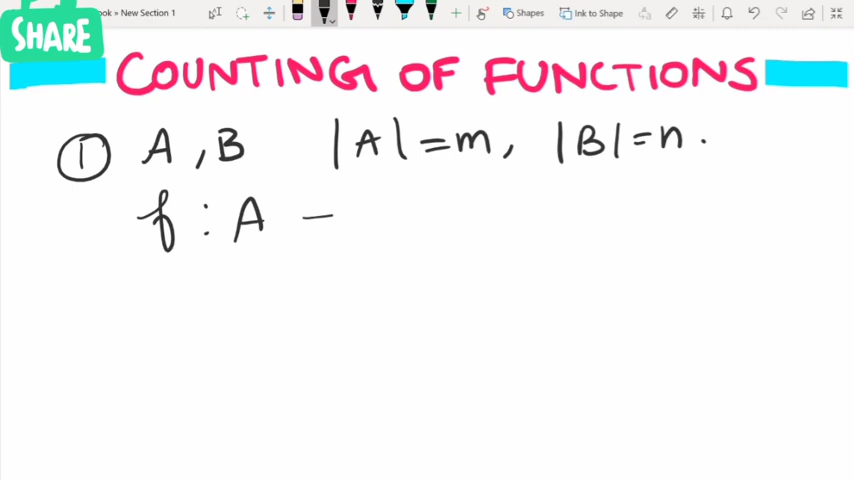 ook » New Section 1 Shapes Ink to Shape
SHARE
COUNTING OF FUNCTIONS
① A , B |A| = m, |B| = n .
f : A —